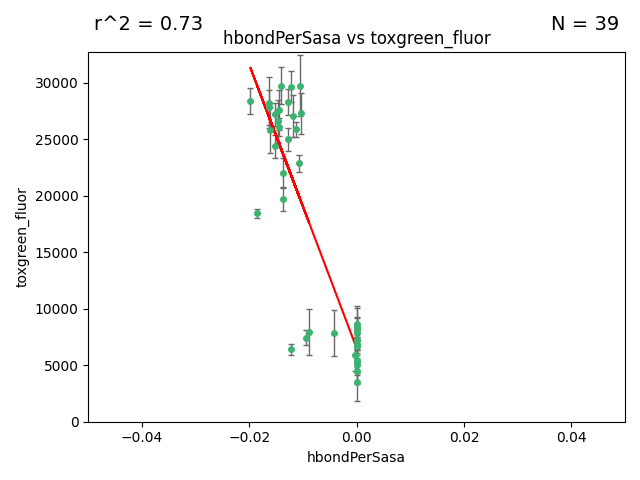 r^2 = 0.73
N = 39
hbondPerSasa vs toxgreen_fluor
toxgreen_fluor
30000
25000
20000
15000
10000
5000
0
−0.04
−0.02
0.00
0.02
0.04
hbondPerSasa